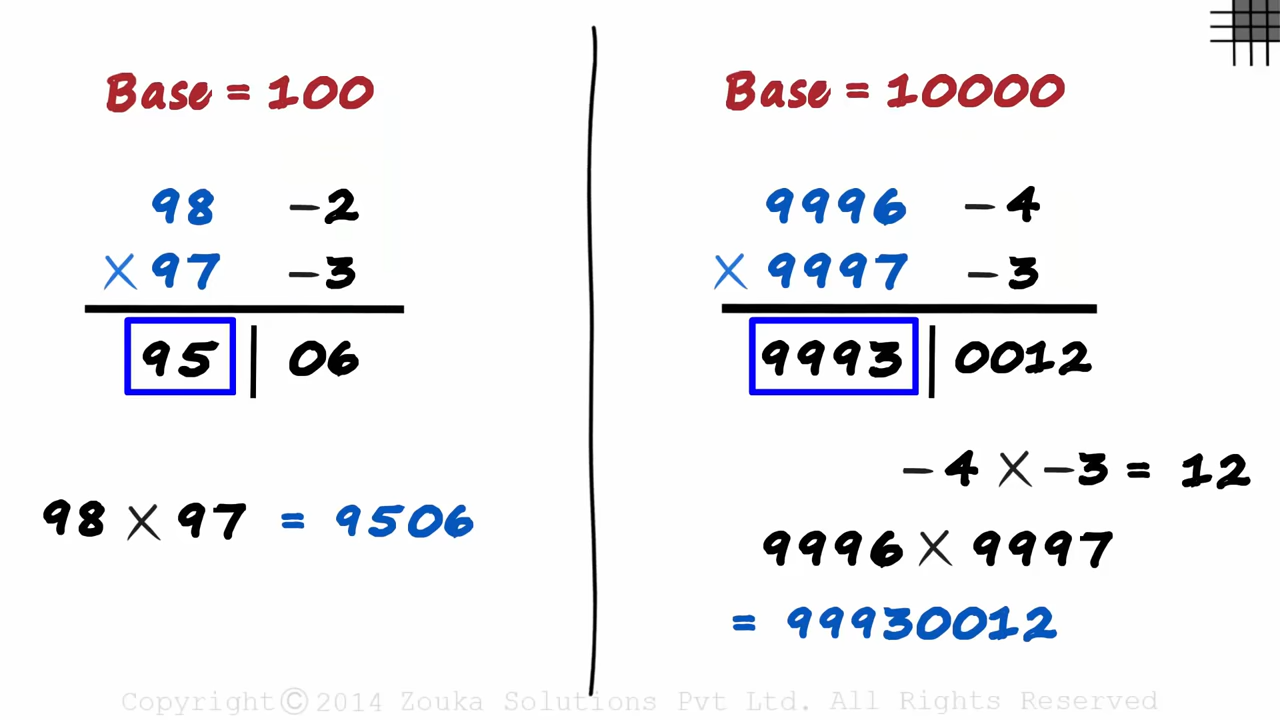 Base = 100
98 -2
× 97 -3
95 | 06
98 × 97 = 9506
Base = 10000
9996 -4
× 9997 -3
9993 | 0012
-4 × -3 = 12
9996 × 9997
= 99930012
Copyright©2014 Zouka Solutions Pvt Ltd. All Rights Reserved